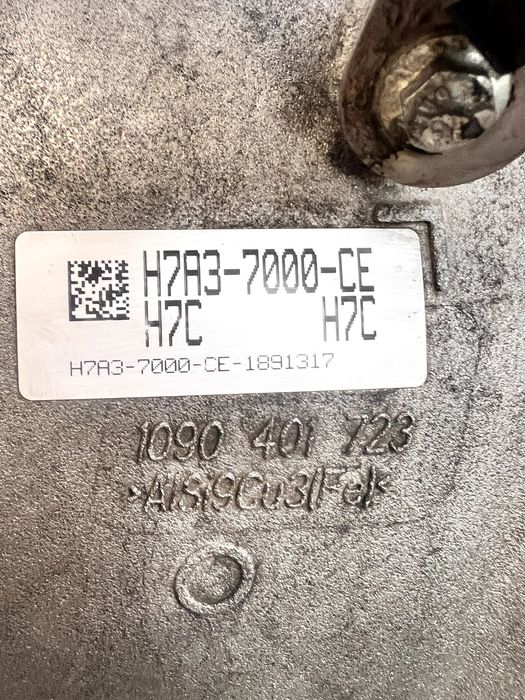 H7A3-7000-CE
H7C H7C
H7A3-7000-CE-1891317
1090 401 723
>AlSi9Cu3(Fe)<